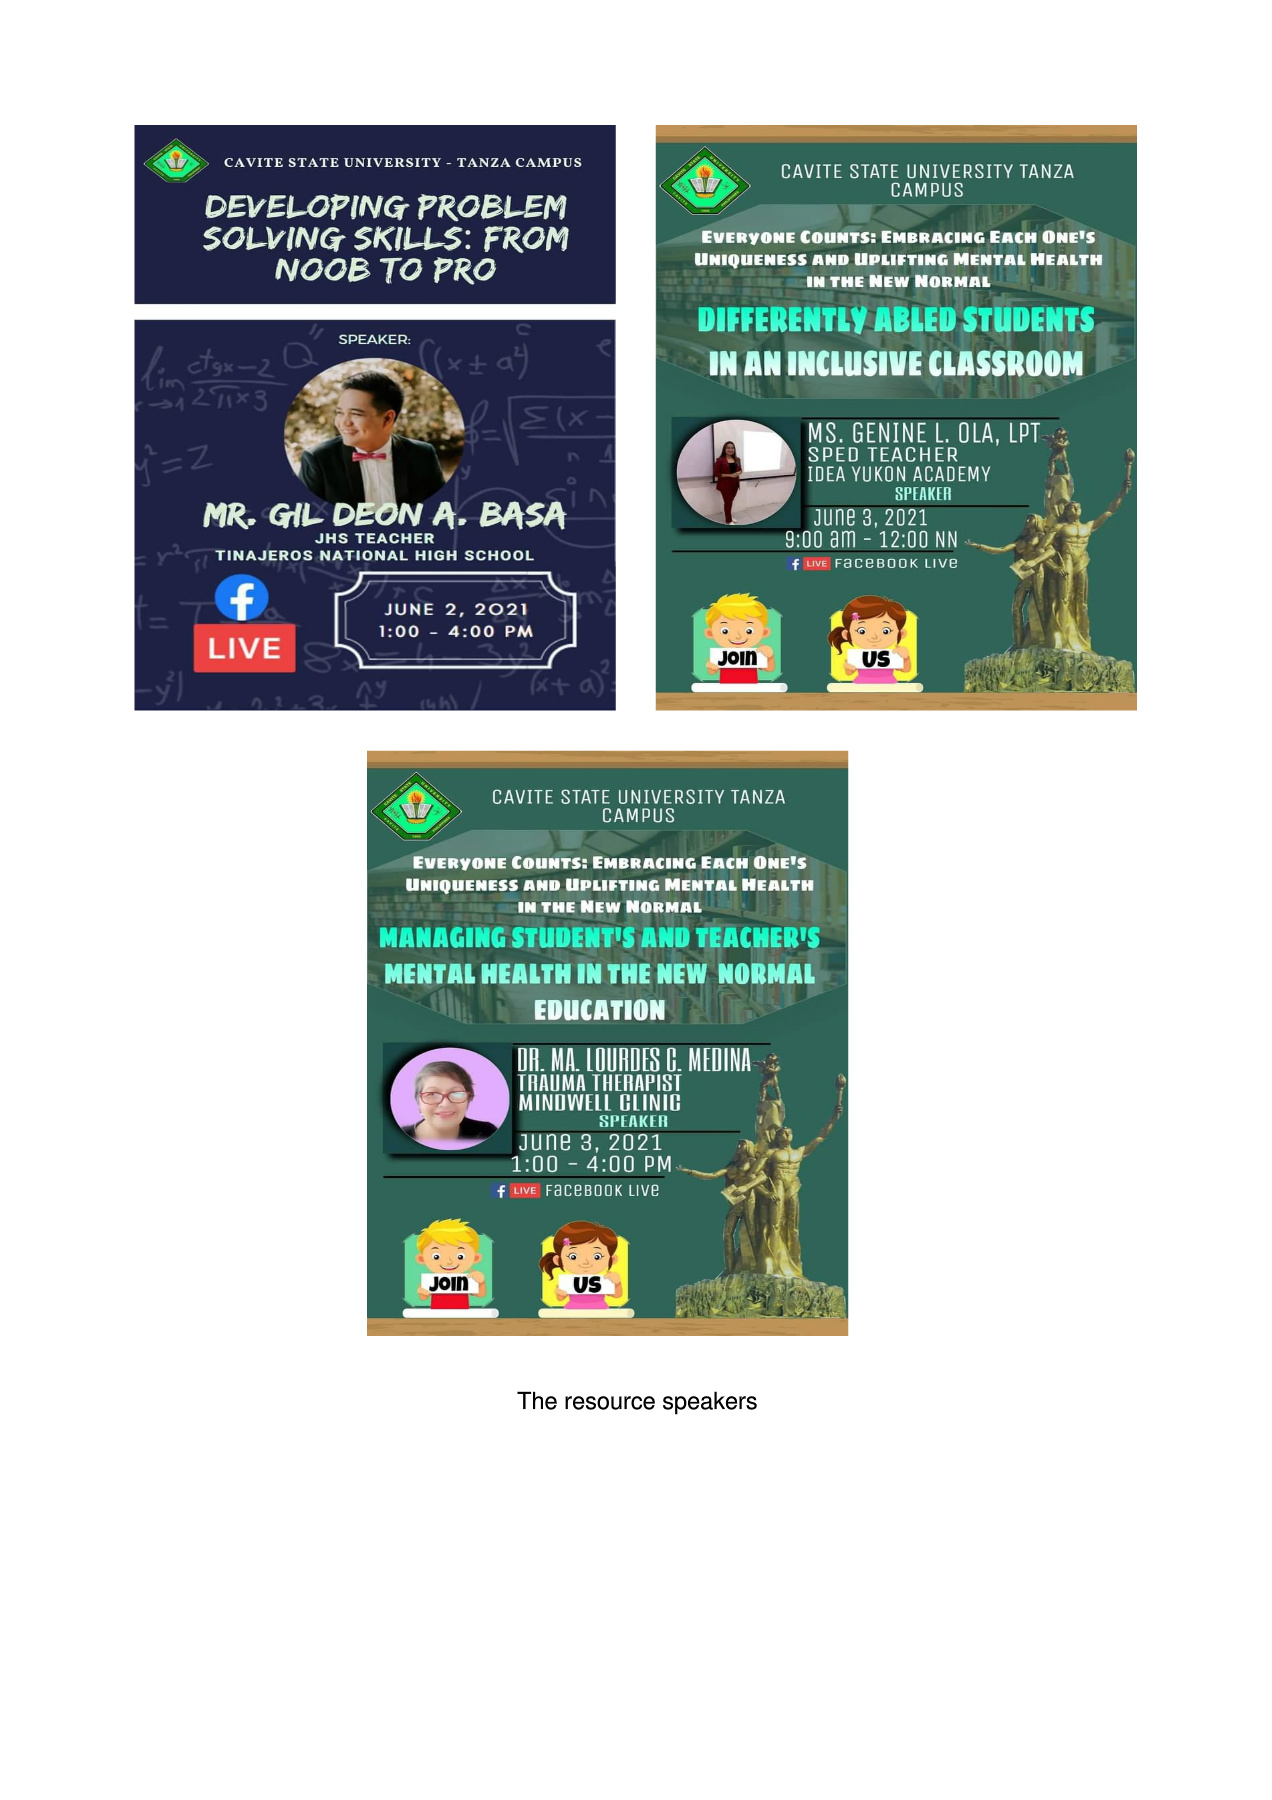 CAVITE STATE UNIVERSITY - TANZA CAMPUS
DEVELOPING PROBLEM
SOLVING SKILLS: FROM
NOOB TO PRO
SPEAKER:
MR. GIL DEON A. BASA
JHS TEACHER
TINAJEROS NATIONAL HIGH SCHOOL
LIVE
JUNE 2, 2021
1:00 - 4:00 PM
CAVITE STATE UNIVERSITY TANZA
CAMPUS
EVERYONE COUNTS: EMBRACING EACH ONE'S
UNIQUENESS AND UPLIFTING MENTAL HEALTH
IN THE NEW NORMAL
DIFFERENTLY ABLED STUDENTS
IN AN INCLUSIVE CLASSROOM
MS. GENINE L. OLA, LPT
SPED TEACHER
IDEA YUKON ACADEMY
SPEAKER
June 3, 2021
9:00 am - 12:00 NN
LIVE FACEBOOK LIVE
JOIN
US
CAVITE STATE UNIVERSITY TANZA
CAMPUS
EVERYONE COUNTS: EMBRACING EACH ONE'S
UNIQUENESS AND UPLIFTING MENTAL HEALTH
IN THE NEW NORMAL
MANAGING STUDENT'S AND TEACHER'S
MENTAL HEALTH IN THE NEW NORMAL
EDUCATION
DR. MA. LOURDES C. MEDINA
TRAUMA THERAPIST
MINDWELL CLINIC
SPEAKER
June 3, 2021
1:00 - 4:00 PM
LIVE FACEBOOK LIVE
JOIN
US
The resource speakers